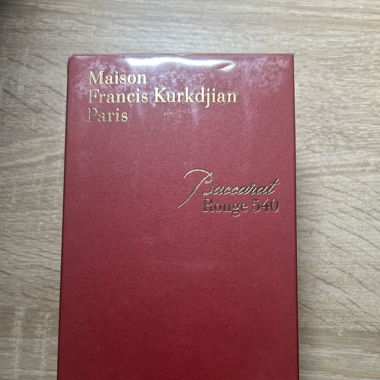 Maison
Francis Kurkdjian
Paris
Baccarat
Rouge 540